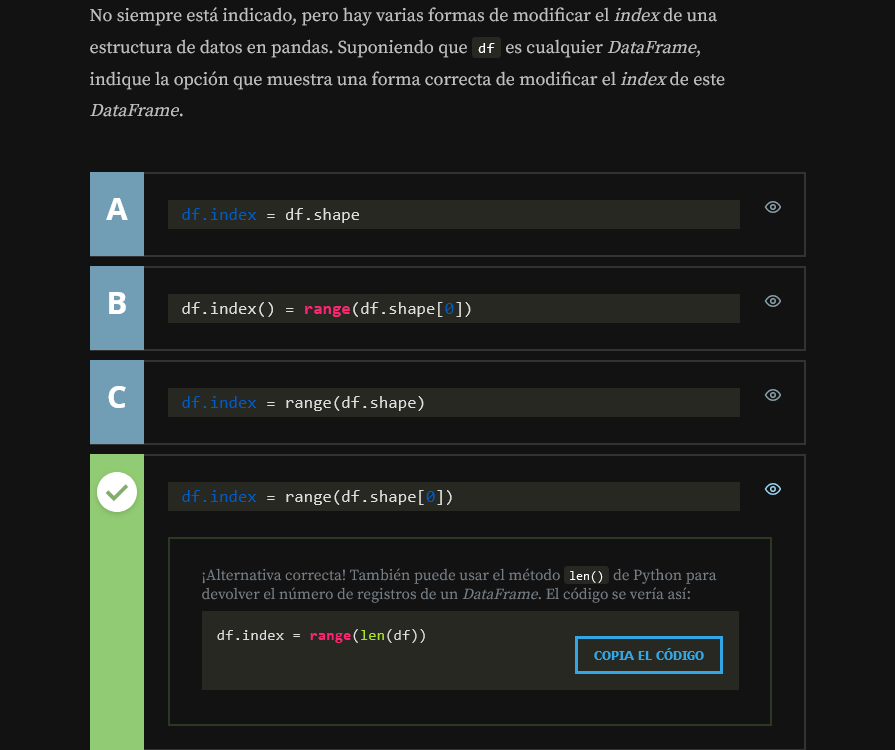 No siempre está indicado, pero hay varias formas de modificar el index de una
estructura de datos en pandas. Suponiendo que df es cualquier DataFrame,
indique la opción que muestra una forma correcta de modificar el index de este
DataFrame.
A
df.index = df.shape
B
df.index() = range(df.shape[0])
C
df.index = range(df.shape)
df.index = range(df.shape[0])
¡Alternativa correcta! También puede usar el método len() de Python para
devolver el número de registros de un DataFrame. El código se vería así:
df.index = range(len(df))
COPIA EL CÓDIGO